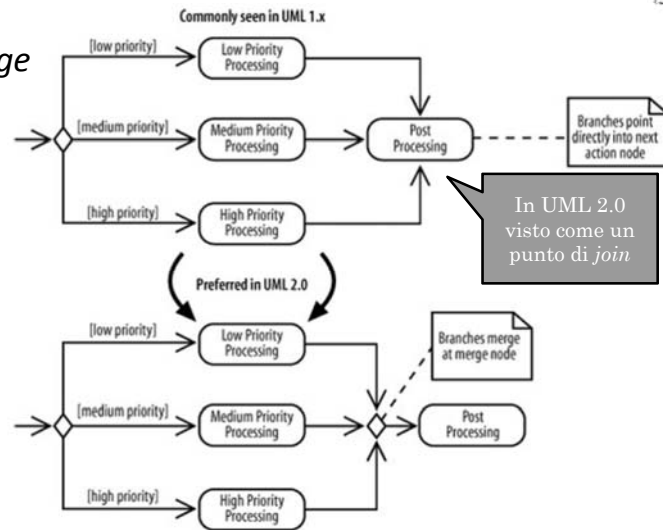 Commonly seen in UML 1.x
ge
[low priority]
Low Priority
Processing
[medium priority]
Medium Priority
Processing
Post
Processing
Branches point
directly into next
action node
[high priority]
High Priority
Processing
In UML 2.0
visto come un
punto di join
Preferred in UML 2.0
[low priority]
Low Priority
Processing
Branches merge
at merge node
[medium priority]
Medium Priority
Processing
Post
Processing
[high priority]
High Priority
Processing